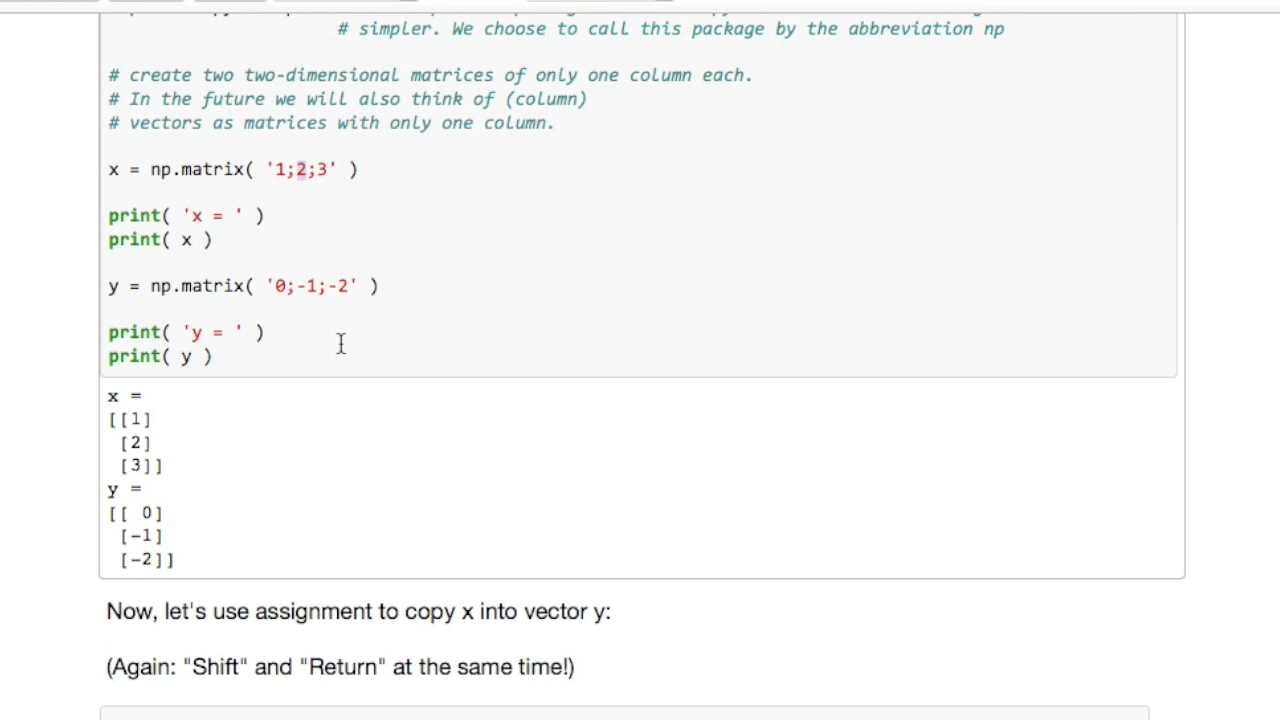 # simpler. We choose to call this package by the abbreviation np
# create two two-dimensional matrices of only one column each.
# In the future we will also think of (column)
# vectors as matrices with only one column.
x = np.matrix( '1;2;3' )
print( 'x = ' )
print( x )
y = np.matrix( '0;-1;-2' )
print( 'y = ' )
print( y )
x =
[[1]
 [2]
 [3]]
y =
[[ 0]
 [-1]
 [-2]]
Now, let's use assignment to copy x into vector y:
(Again: "Shift" and "Return" at the same time!)